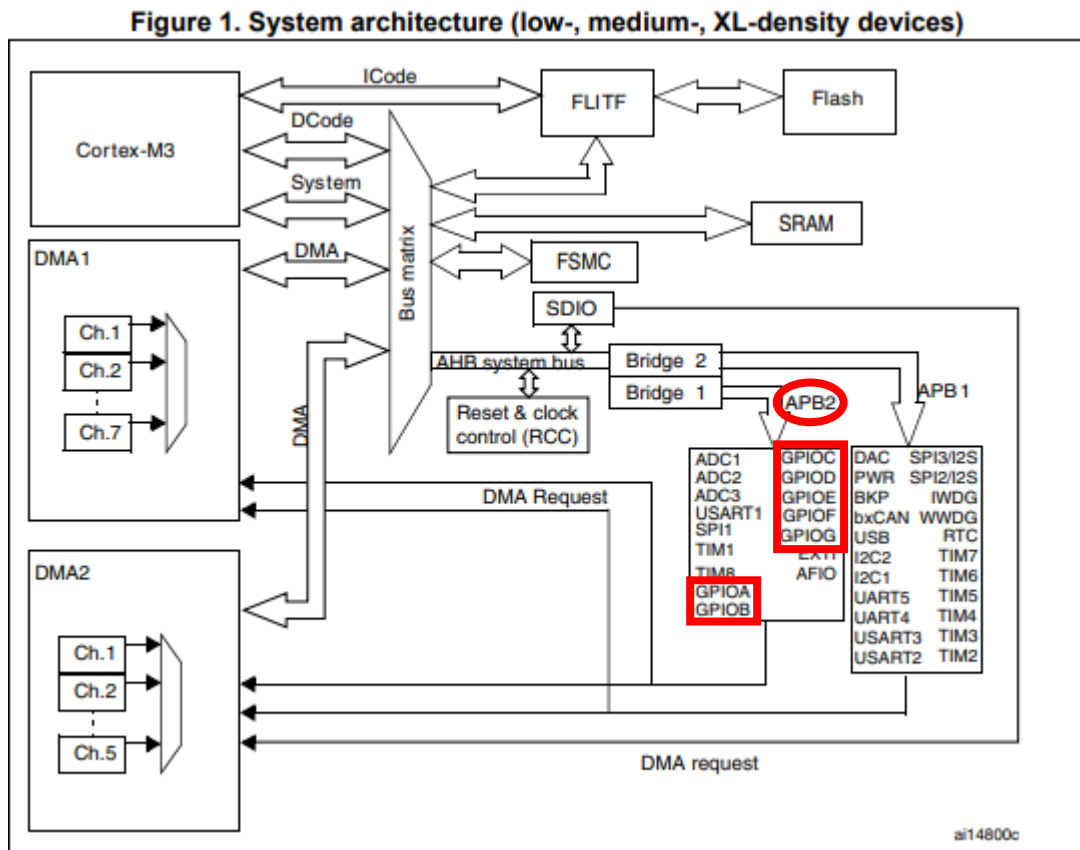 Figure 1. System architecture (low-, medium-, XL-density devices)
ICode
FLITF
Flash
Cortex-M3
DCode
System
SRAM
DMA1
DMA
Bus matrix
FSMC
SDIO
Ch.1
Ch.2
Ch.7
AHB system bus
Bridge 2
Bridge 1
APB2
APB1
DMA
Reset & clock
control (RCC)
ADC1
ADC2
ADC3
USART1
SPI1
TIM1
TIM8
GPIOA
GPIOB
GPIOC
GPIOD
GPIOE
GPIOF
GPIOG
EXTI
AFIO
DAC SPI3/I2S
PWR SPI2/I2S
BKP IWDG
bxCAN WWDG
USB RTC
I2C2 TIM7
I2C1 TIM6
UART5 TIM5
UART4 TIM4
USART3 TIM3
USART2 TIM2
DMA Request
DMA2
Ch.1
Ch.2
Ch.5
DMA request
ai14800c